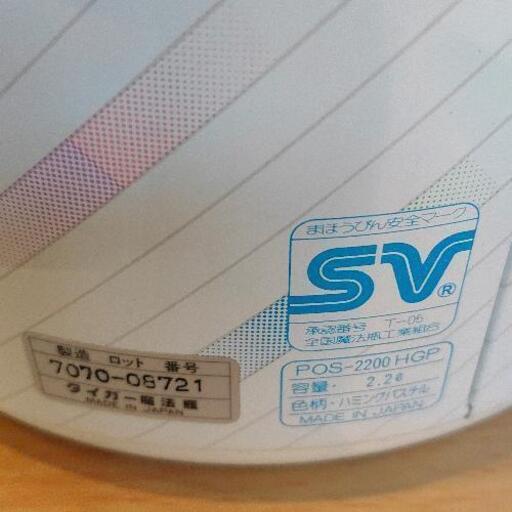 まほうびん安全マーク
SV®
承認番号 T-05
全国魔法瓶工業組合
製造 ロット 番号
7070-08721
タイガー魔法瓶
MADE IN JAPAN
POS-2200 HGP
容量・ 2.2ℓ
色柄・ハミングパステル
MADE IN JAPAN